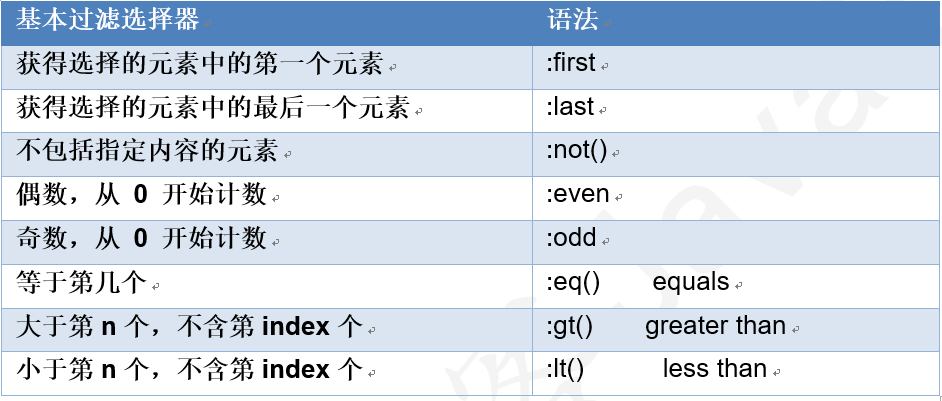 基本过滤选择器 语法
获得选择的元素中的第一个元素 :first
获得选择的元素中的最后一个元素 :last
不包括指定内容的元素 :not()
偶数，从 0 开始计数 :even
奇数，从 0 开始计数 :odd
等于第几个 :eq() equals
大于第 n 个，不含第 index 个 :gt() greater than
小于第 n 个，不含第 index 个 :lt() less than